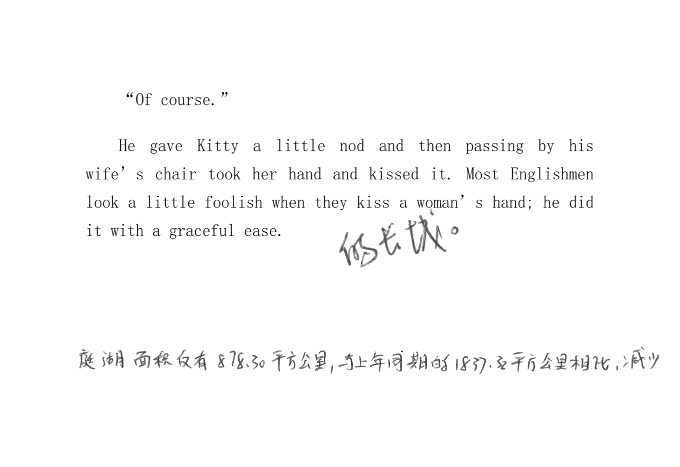 “Of course.”
He gave Kitty a little nod and then passing by his
wife’s chair took her hand and kissed it. Most Englishmen
look a little foolish when they kiss a woman’s hand; he did
it with a graceful ease.
的长城。
庭湖面积仅有878.30平方公里,与上年同期的1837.5平方公里相比,减少